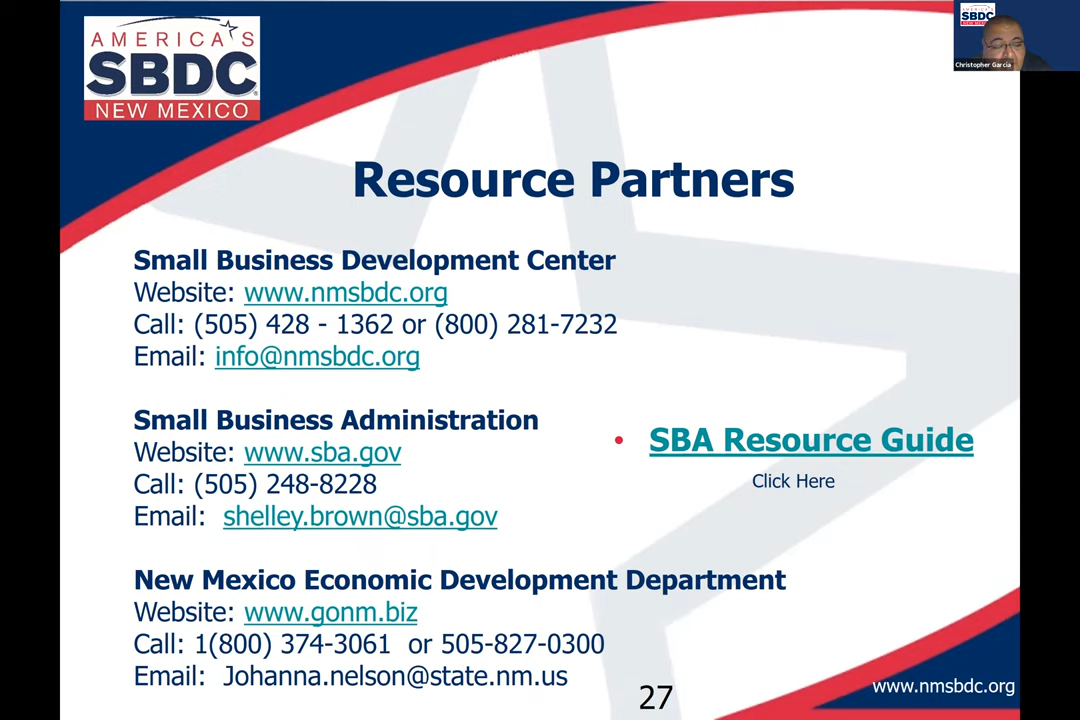 AMERICA'S
SBDC
NEW MEXICO
AMERICA'S
SBDC
NEW MEXICO
Christopher Garcia
Resource Partners
Small Business Development Center
Website: www.nmsbdc.org
Call: (505) 428 - 1362 or (800) 281-7232
Email: info@nmsbdc.org
Small Business Administration
Website: www.sba.gov
Call: (505) 248-8228
Email: shelley.brown@sba.gov
• SBA Resource Guide
Click Here
New Mexico Economic Development Department
Website: www.gonm.biz
Call: 1(800) 374-3061 or 505-827-0300
Email: Johanna.nelson@state.nm.us
27
www.nmsbdc.org